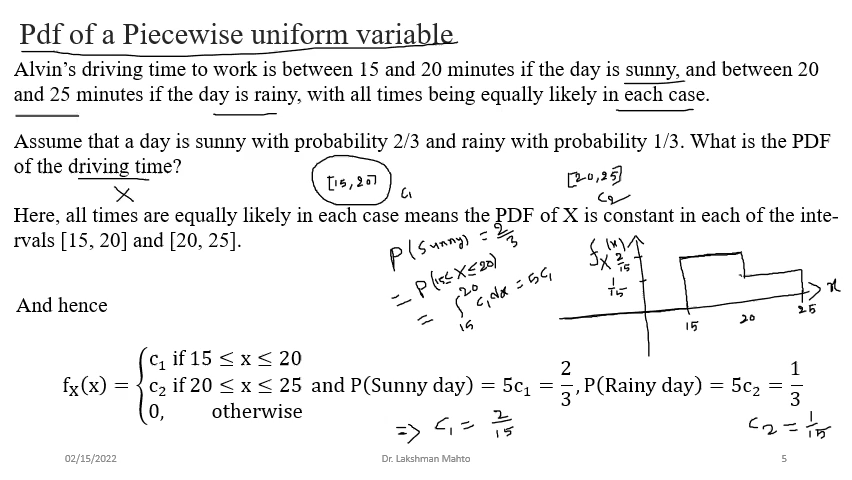 Pdf of a Piecewise uniform variable
Alvin’s driving time to work is between 15 and 20 minutes if the day is sunny, and between 20
and 25 minutes if the day is rainy, with all times being equally likely in each case.
Assume that a day is sunny with probability 2/3 and rainy with probability 1/3. What is the PDF
of the driving time?
X
[15, 20] c₁
[20, 25]
c₂
Here, all times are equally likely in each case means the PDF of X is constant in each of the inte-
rvals [15, 20] and [20, 25].
P(Sunny) = 2/3
= P(15 ≤ X ≤ 20)
= ∫₁₅²⁰ c₁ dx = 5c₁
f_X(x)
2/15
1/15
x
15 20 25
And hence
f_X(x) = { c₁ if 15 ≤ x ≤ 20
c₂ if 20 ≤ x ≤ 25 and P(Sunny day) = 5c₁ = 2/3, P(Rainy day) = 5c₂ = 1/3
0, otherwise
=> c₁ = 2/15
c₂ = 1/15
02/15/2022 Dr. Lakshman Mahto 5